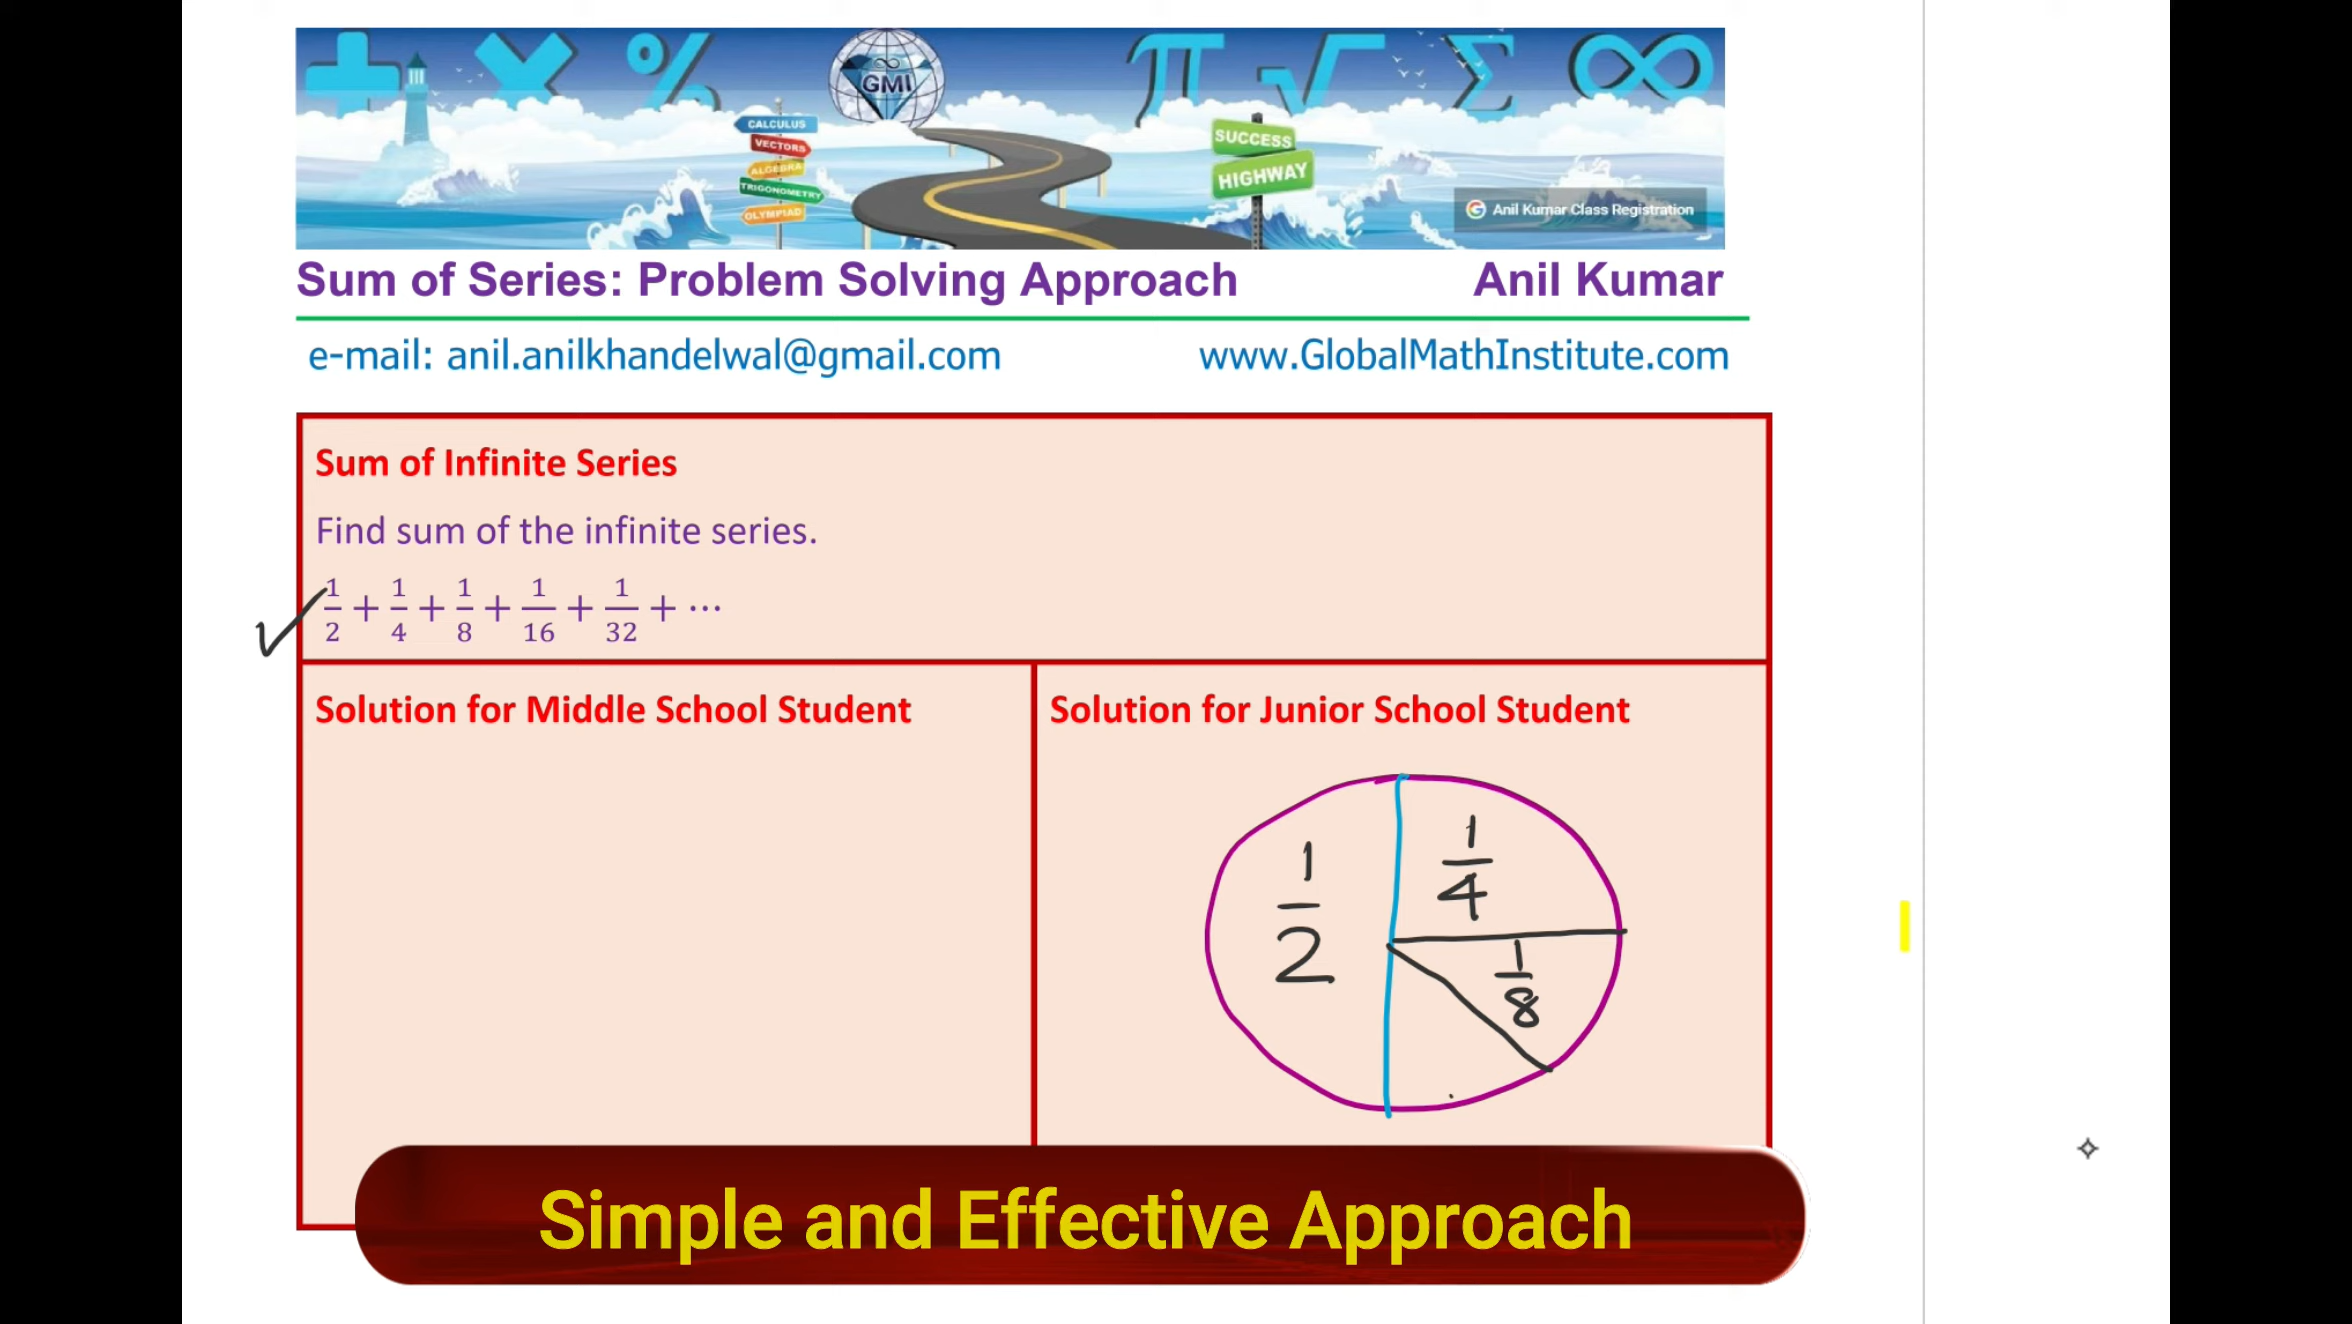 + × % GMI π √ Σ ∞
CALCULUS
VECTORS
ALGEBRA
TRIGONOMETRY
OLYMPIAD
SUCCESS
HIGHWAY
Anil Kumar Class Registration
Sum of Series: Problem Solving Approach Anil Kumar
e-mail: anil.anilkhandelwal@gmail.com www.GlobalMathInstitute.com
Sum of Infinite Series
Find sum of the infinite series.
1/2 + 1/4 + 1/8 + 1/16 + 1/32 + ⋯
Solution for Middle School Student
Solution for Junior School Student
1/2
1/4
1/8
Simple and Effective Approach